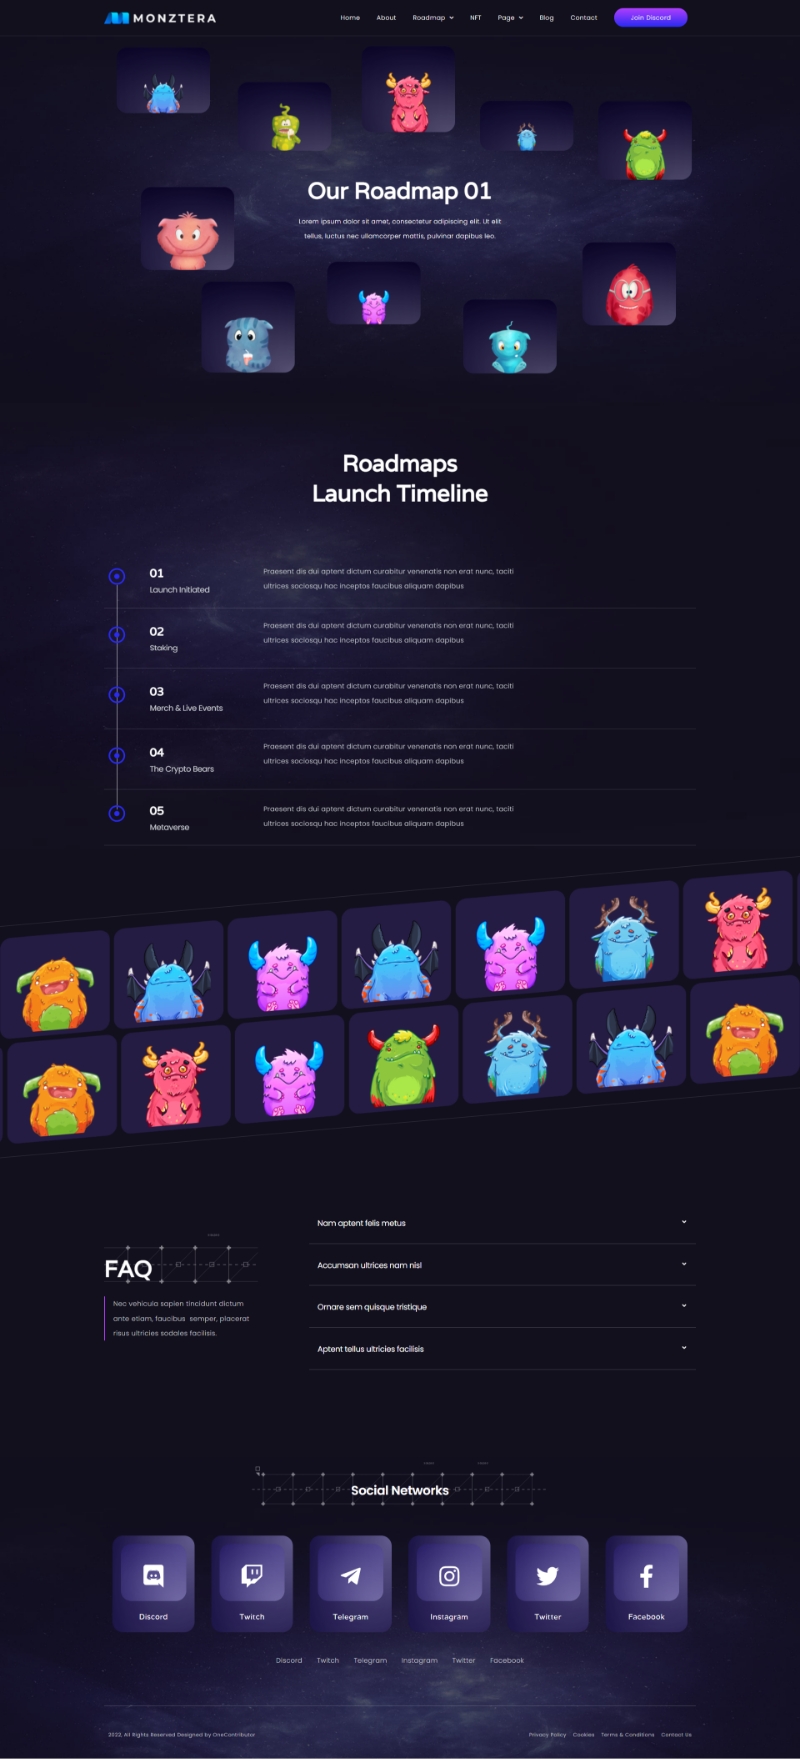 MONZTERA
Home About Roadmap NFT Page Blog Contact Join Discord
Our Roadmap 01
Lorem ipsum dolor sit amet, consectetur adipiscing elit. Ut elit
tellus, luctus nec ullamcorper mattis, pulvinar dapibus leo.
Roadmaps
Launch Timeline
01
Launch Initiated
Praesent dis dui aptent dictum curabitur venenatis non erat nunc, taciti
ultrices sociosqu hac inceptos faucibus aliquam dapibus
02
Staking
Praesent dis dui aptent dictum curabitur venenatis non erat nunc, taciti
ultrices sociosqu hac inceptos faucibus aliquam dapibus
03
Merch & Live Events
Praesent dis dui aptent dictum curabitur venenatis non erat nunc, taciti
ultrices sociosqu hac inceptos faucibus aliquam dapibus
04
The Crypto Bears
Praesent dis dui aptent dictum curabitur venenatis non erat nunc, taciti
ultrices sociosqu hac inceptos faucibus aliquam dapibus
05
Metaverse
Praesent dis dui aptent dictum curabitur venenatis non erat nunc, taciti
ultrices sociosqu hac inceptos faucibus aliquam dapibus
FAQ
Nec vehicula sapien tincidunt dictum
ante etiam, faucibus semper, placerat
risus ultricies sodales facilisis.
Nam aptent felis metus
Accumsan ultrices nam nisl
Ornare sem quisque tristique
Aptent tellus ultricies facilisis
Social Networks
Discord Twitch Telegram Instagram Twitter Facebook
Discord Twitch Telegram Instagram Twitter Facebook
2022, All Rights Reserved Designed by OneContributor
Privacy Policy Cookies Terms & Conditions Contact Us